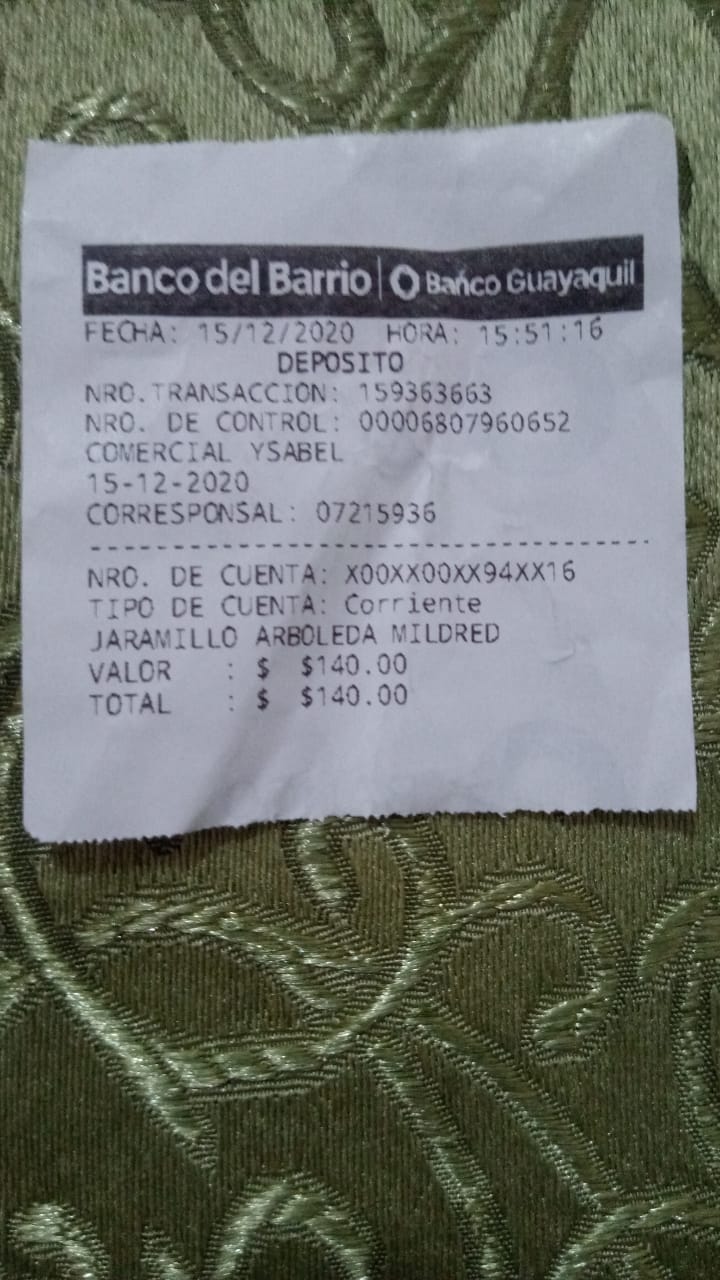 Banco del Barrio | Banco Guayaquil
FECHA: 15/12/2020 HORA: 15:51:16
DEPOSITO
NRO.TRANSACCION: 159363663
NRO. DE CONTROL: 00006807960652
COMERCIAL YSABEL
15-12-2020
CORRESPONSAL: 07215936
NRO. DE CUENTA: X00XX00XX94XX16
TIPO DE CUENTA: Corriente
JARAMILLO ARBOLEDA MILDRED
VALOR : $ $140.00
TOTAL : $ $140.00